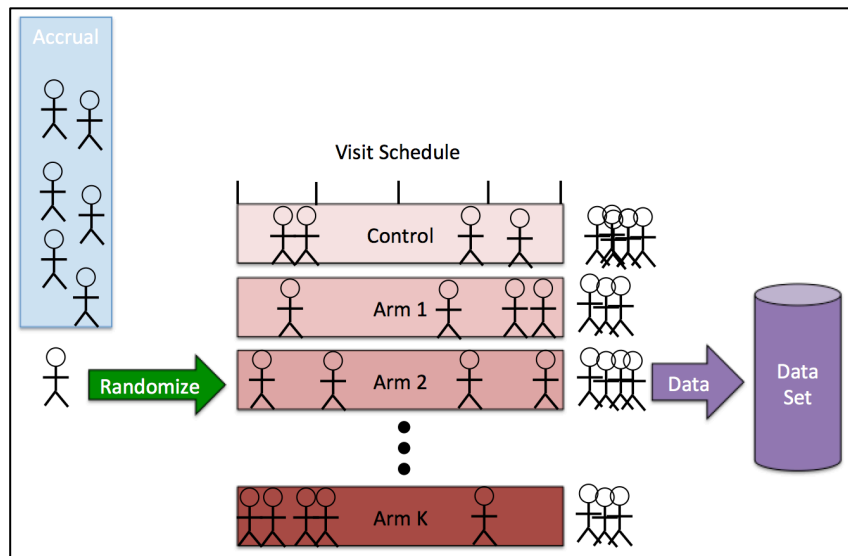 Accrual
Visit Schedule
Control
Arm 1
Arm 2
Randomize
Data
Data
Set
Arm K